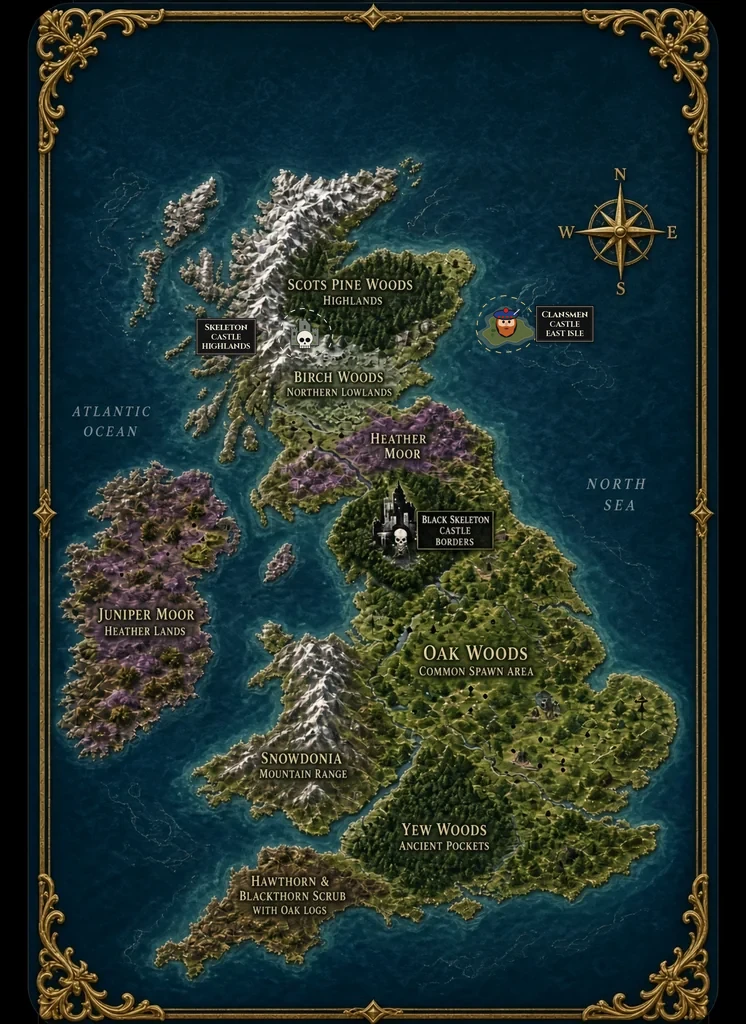 N
W
E
S
SCOTS PINE WOODS
HIGHLANDS
CLANSMEN
CASTLE
EAST ISLE
SKELETON
CASTLE
HIGHLANDS
BIRCH WOODS
NORTHERN LOWLANDS
ATLANTIC
OCEAN
HEATHER
MOOR
NORTH
SEA
BLACK SKELETON
CASTLE
BORDERS
JUNIPER MOOR
HEATHER LANDS
OAK WOODS
COMMON SPAWN AREA
SNOWDONIA
MOUNTAIN RANGE
YEW WOODS
ANCIENT POCKETS
HAWTHORN &
BLACKTHORN SCRUB
WITH OAK LOGS